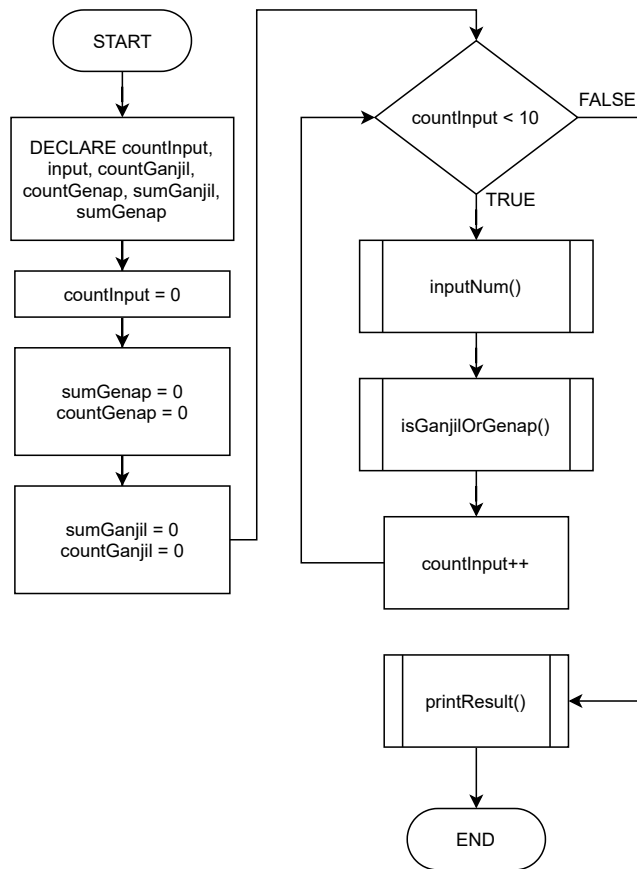 START
DECLARE countInput,
input, countGanjil,
countGenap, sumGanjil,
sumGenap
countInput = 0
sumGenap = 0
countGenap = 0
sumGanjil = 0
countGanjil = 0
countInput < 10
FALSE
TRUE
inputNum()
isGanjilOrGenap()
countInput++
printResult()
END